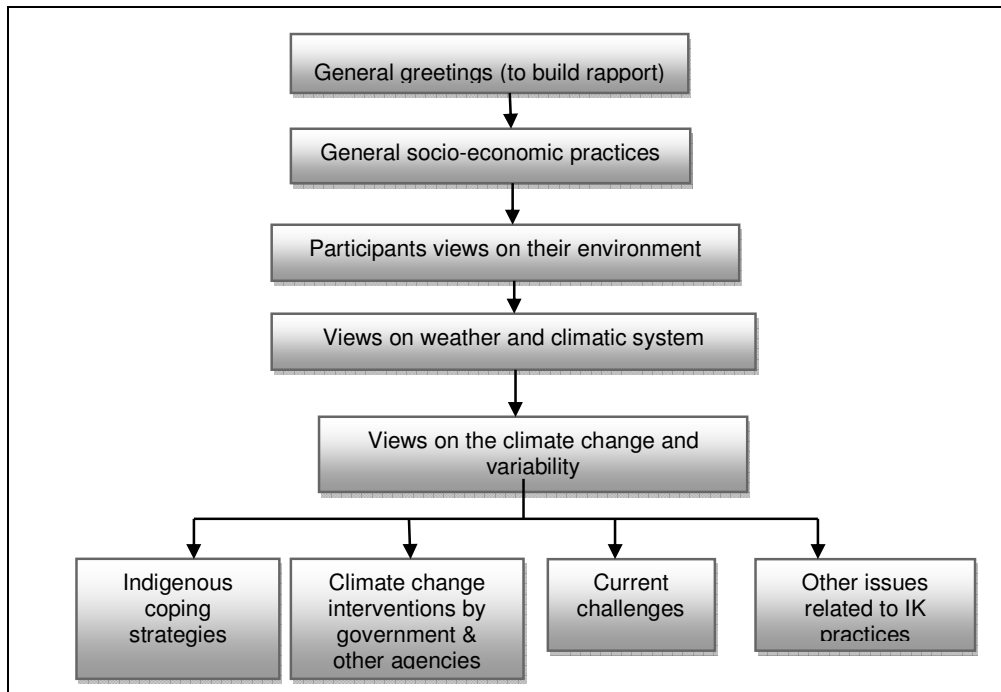 General greetings (to build rapport)
General socio-economic practices
Participants views on their environment
Views on weather and climatic system
Views on the climate change and
variability
Indigenous
coping
strategies
Climate change
interventions by
government &
other agencies
Current
challenges
Other issues
related to IK
practices